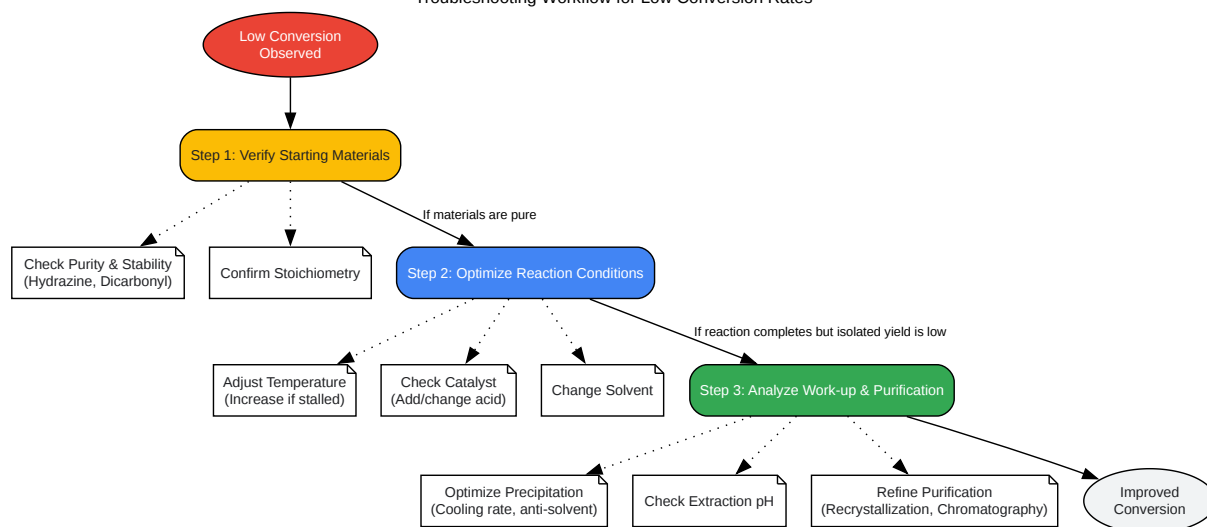 Troubleshooting Workflow for Low Conversion Rates
Low Conversion
Observed
Step 1: Verify Starting Materials
If materials are pure
Check Purity & Stability
(Hydrazine, Dicarbonyl)
Confirm Stoichiometry
Step 2: Optimize Reaction Conditions
If reaction completes but isolated yield is low
Adjust Temperature
(Increase if stalled)
Check Catalyst
(Add/change acid)
Change Solvent
Step 3: Analyze Work-up & Purification
Optimize Precipitation
(Cooling rate, anti-solvent)
Check Extraction pH
Refine Purification
(Recrystallization, Chromatography)
Improved
Conversion